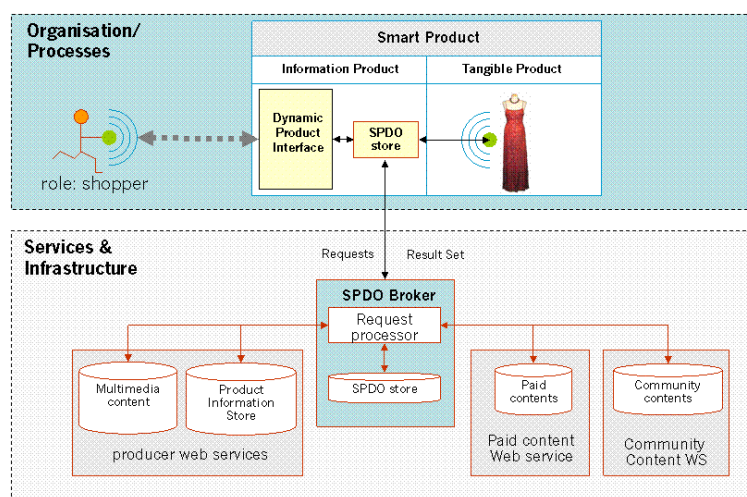 Organisation/
Processes
Smart Product
Information Product
Tangible Product
Dynamic
Product
Interface
SPDO
store
role: shopper
Services &
Infrastructure
Requests
Result Set
SPDO Broker
Request
processor
SPDO store
Multimedia
content
Product
Information
Store
producer web services
Paid
contents
Paid content
Web service
Community
contents
Community
Content WS